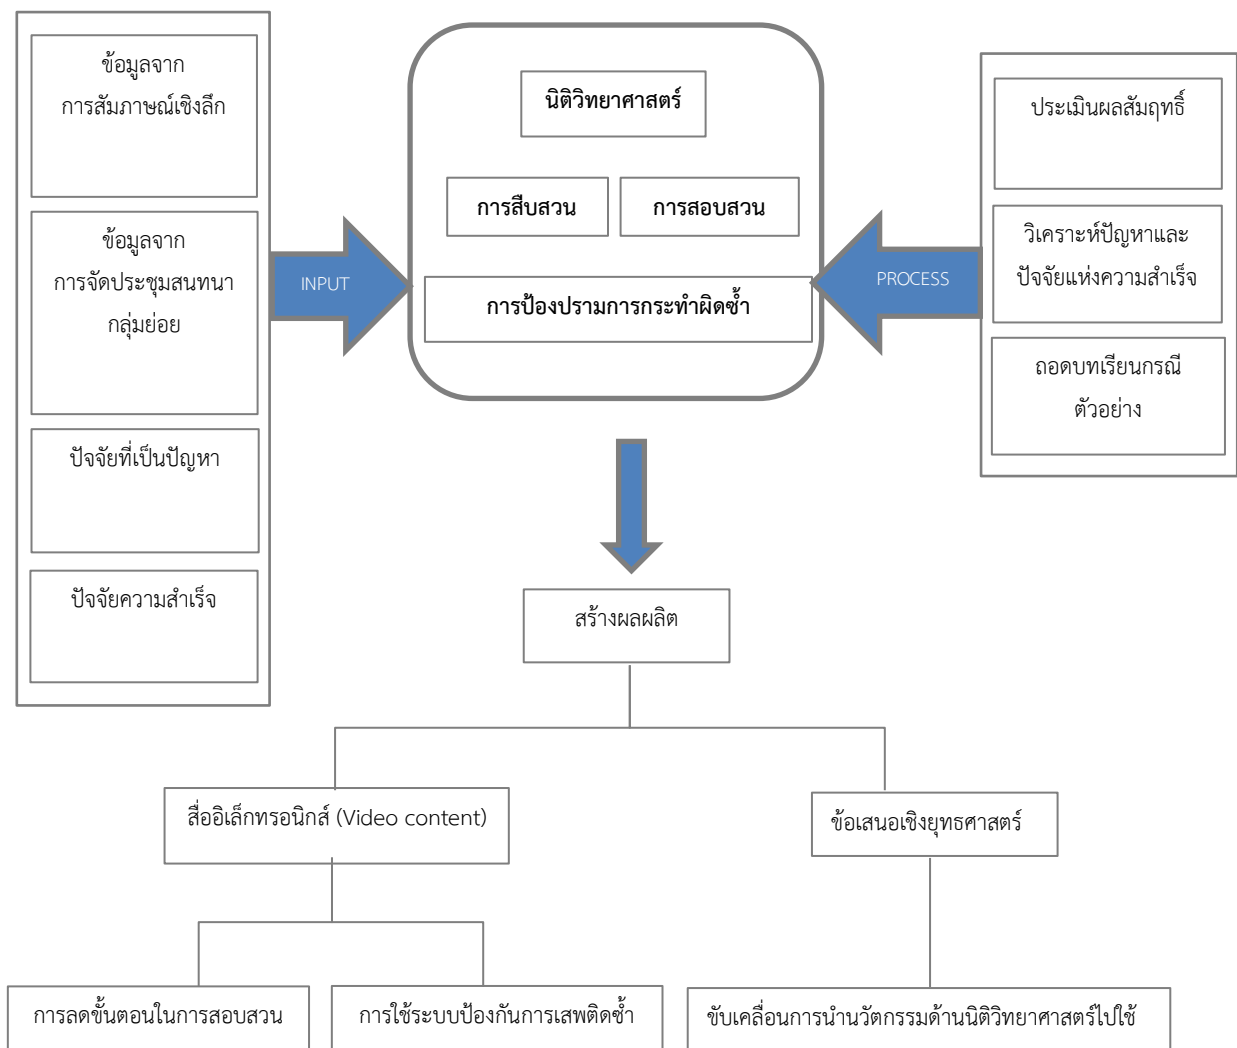 ข้อมูลจาก
การสัมภาษณ์เชิงลึก
ข้อมูลจาก
การจัดประชุมสนทนา
กลุ่มย่อย
ปัจจัยที่เป็นปัญหา
ปัจจัยความสำเร็จ
INPUT
นิติวิทยาศาสตร์
การสืบสวน
การสอบสวน
การป้องปรามการกระทำผิดซ้ำ
PROCESS
ประเมินผลสัมฤทธิ์
วิเคราะห์ปัญหาและ
ปัจจัยแห่งความสำเร็จ
ถอดบทเรียนกรณี
ตัวอย่าง
สร้างผลผลิต
สื่ออิเล็กทรอนิกส์ (Video content)
ข้อเสนอเชิงยุทธศาสตร์
การลดขั้นตอนในการสอบสวน
การใช้ระบบป้องกันการเสพติดซ้ำ
ขับเคลื่อนการนำนวัตกรรมด้านนิติวิทยาศาสตร์ไปใช้